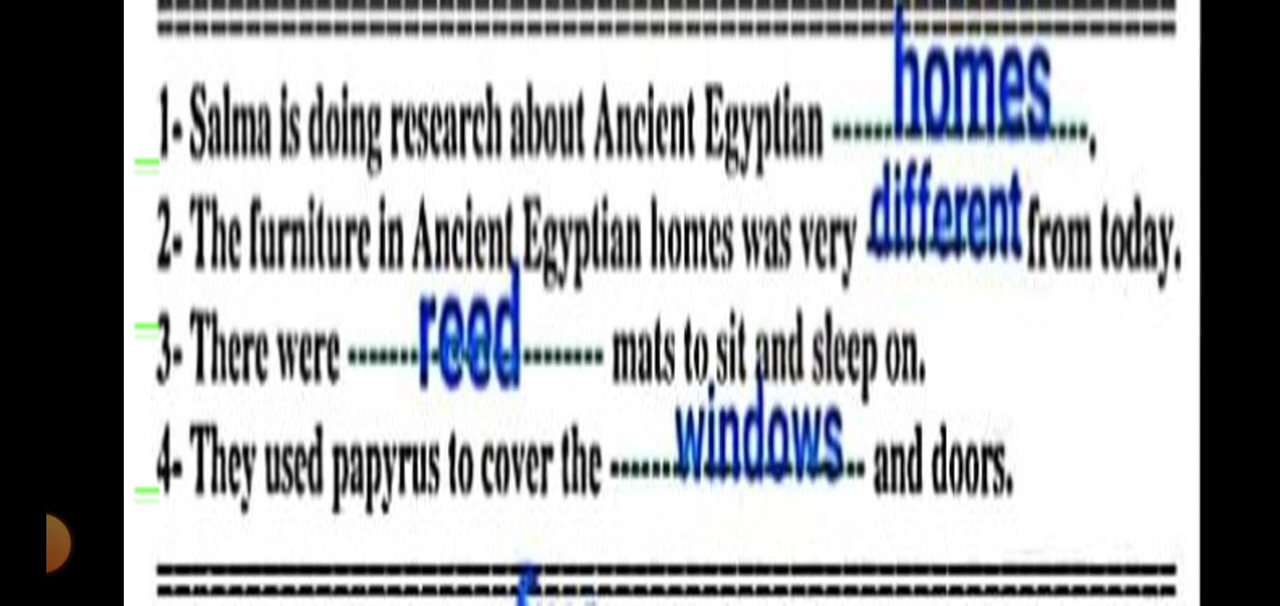 1- Salma is doing research about Ancient Egyptian ......homes.....
2- The furniture in Ancient Egyptian homes was very different from today.
3- There were -------reed-------- mats to sit and sleep on.
4- They used papyrus to cover the ......windows.. and doors.